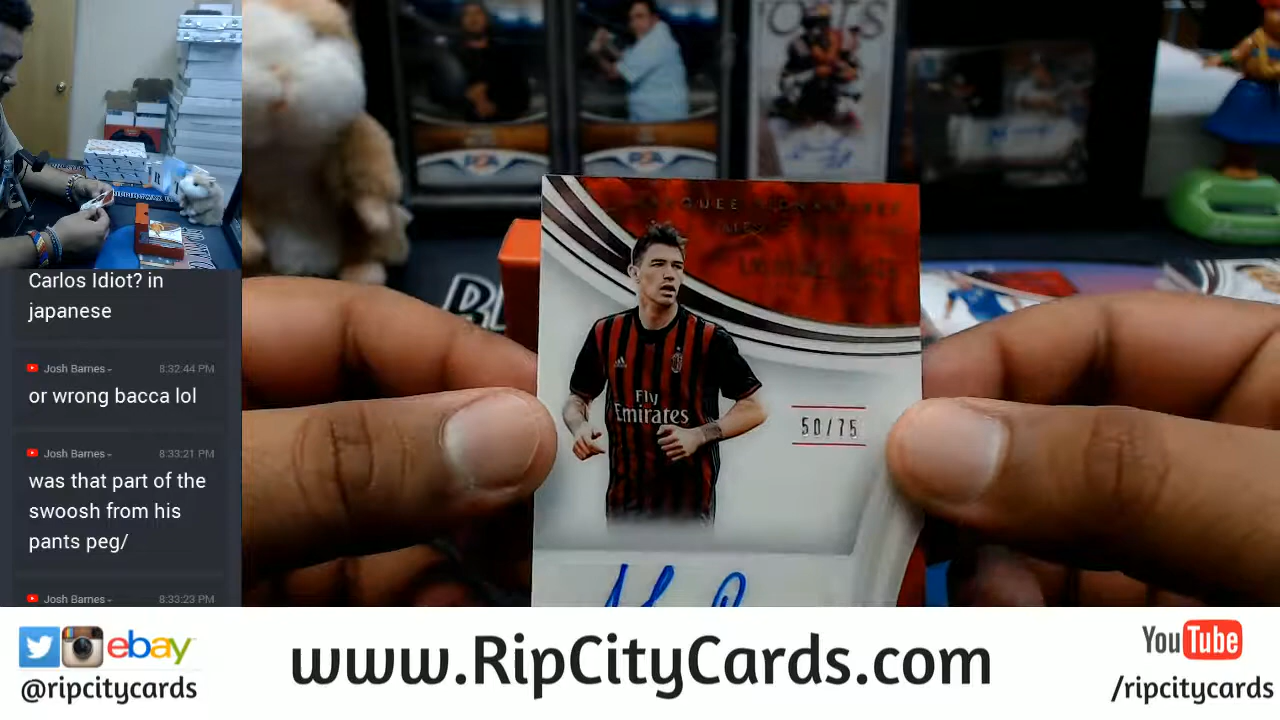 Carlos Idiot? in
japanese
Josh Barnes
8:32:44 PM
or wrong bacca lol
Josh Barnes
8:33:21 PM
was that part of the
swoosh from his
pants peg/
Josh Barnes
8:33:23 PM
Fly
Emirates
50/75
ebay
@ripcitycards
www.RipCityCards.com
YouTube
/ripcitycards